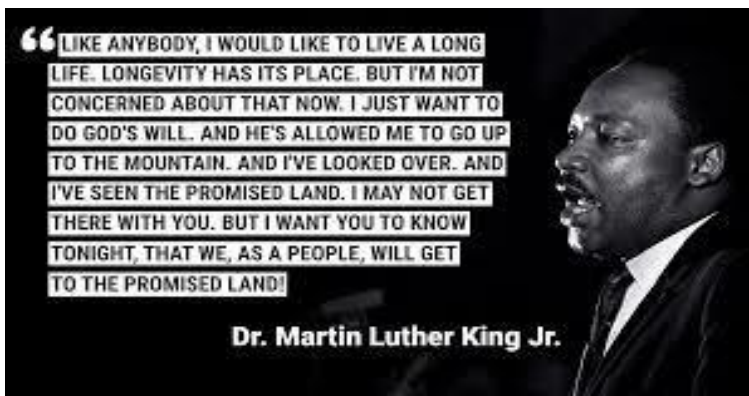 “LIKE ANYBODY, I WOULD LIKE TO LIVE A LONG
LIFE. LONGEVITY HAS ITS PLACE. BUT I'M NOT
CONCERNED ABOUT THAT NOW. I JUST WANT TO
DO GOD'S WILL. AND HE'S ALLOWED ME TO GO UP
TO THE MOUNTAIN. AND I'VE LOOKED OVER. AND
I'VE SEEN THE PROMISED LAND. I MAY NOT GET
THERE WITH YOU. BUT I WANT YOU TO KNOW
TONIGHT, THAT WE, AS A PEOPLE, WILL GET
TO THE PROMISED LAND!
Dr. Martin Luther King Jr.